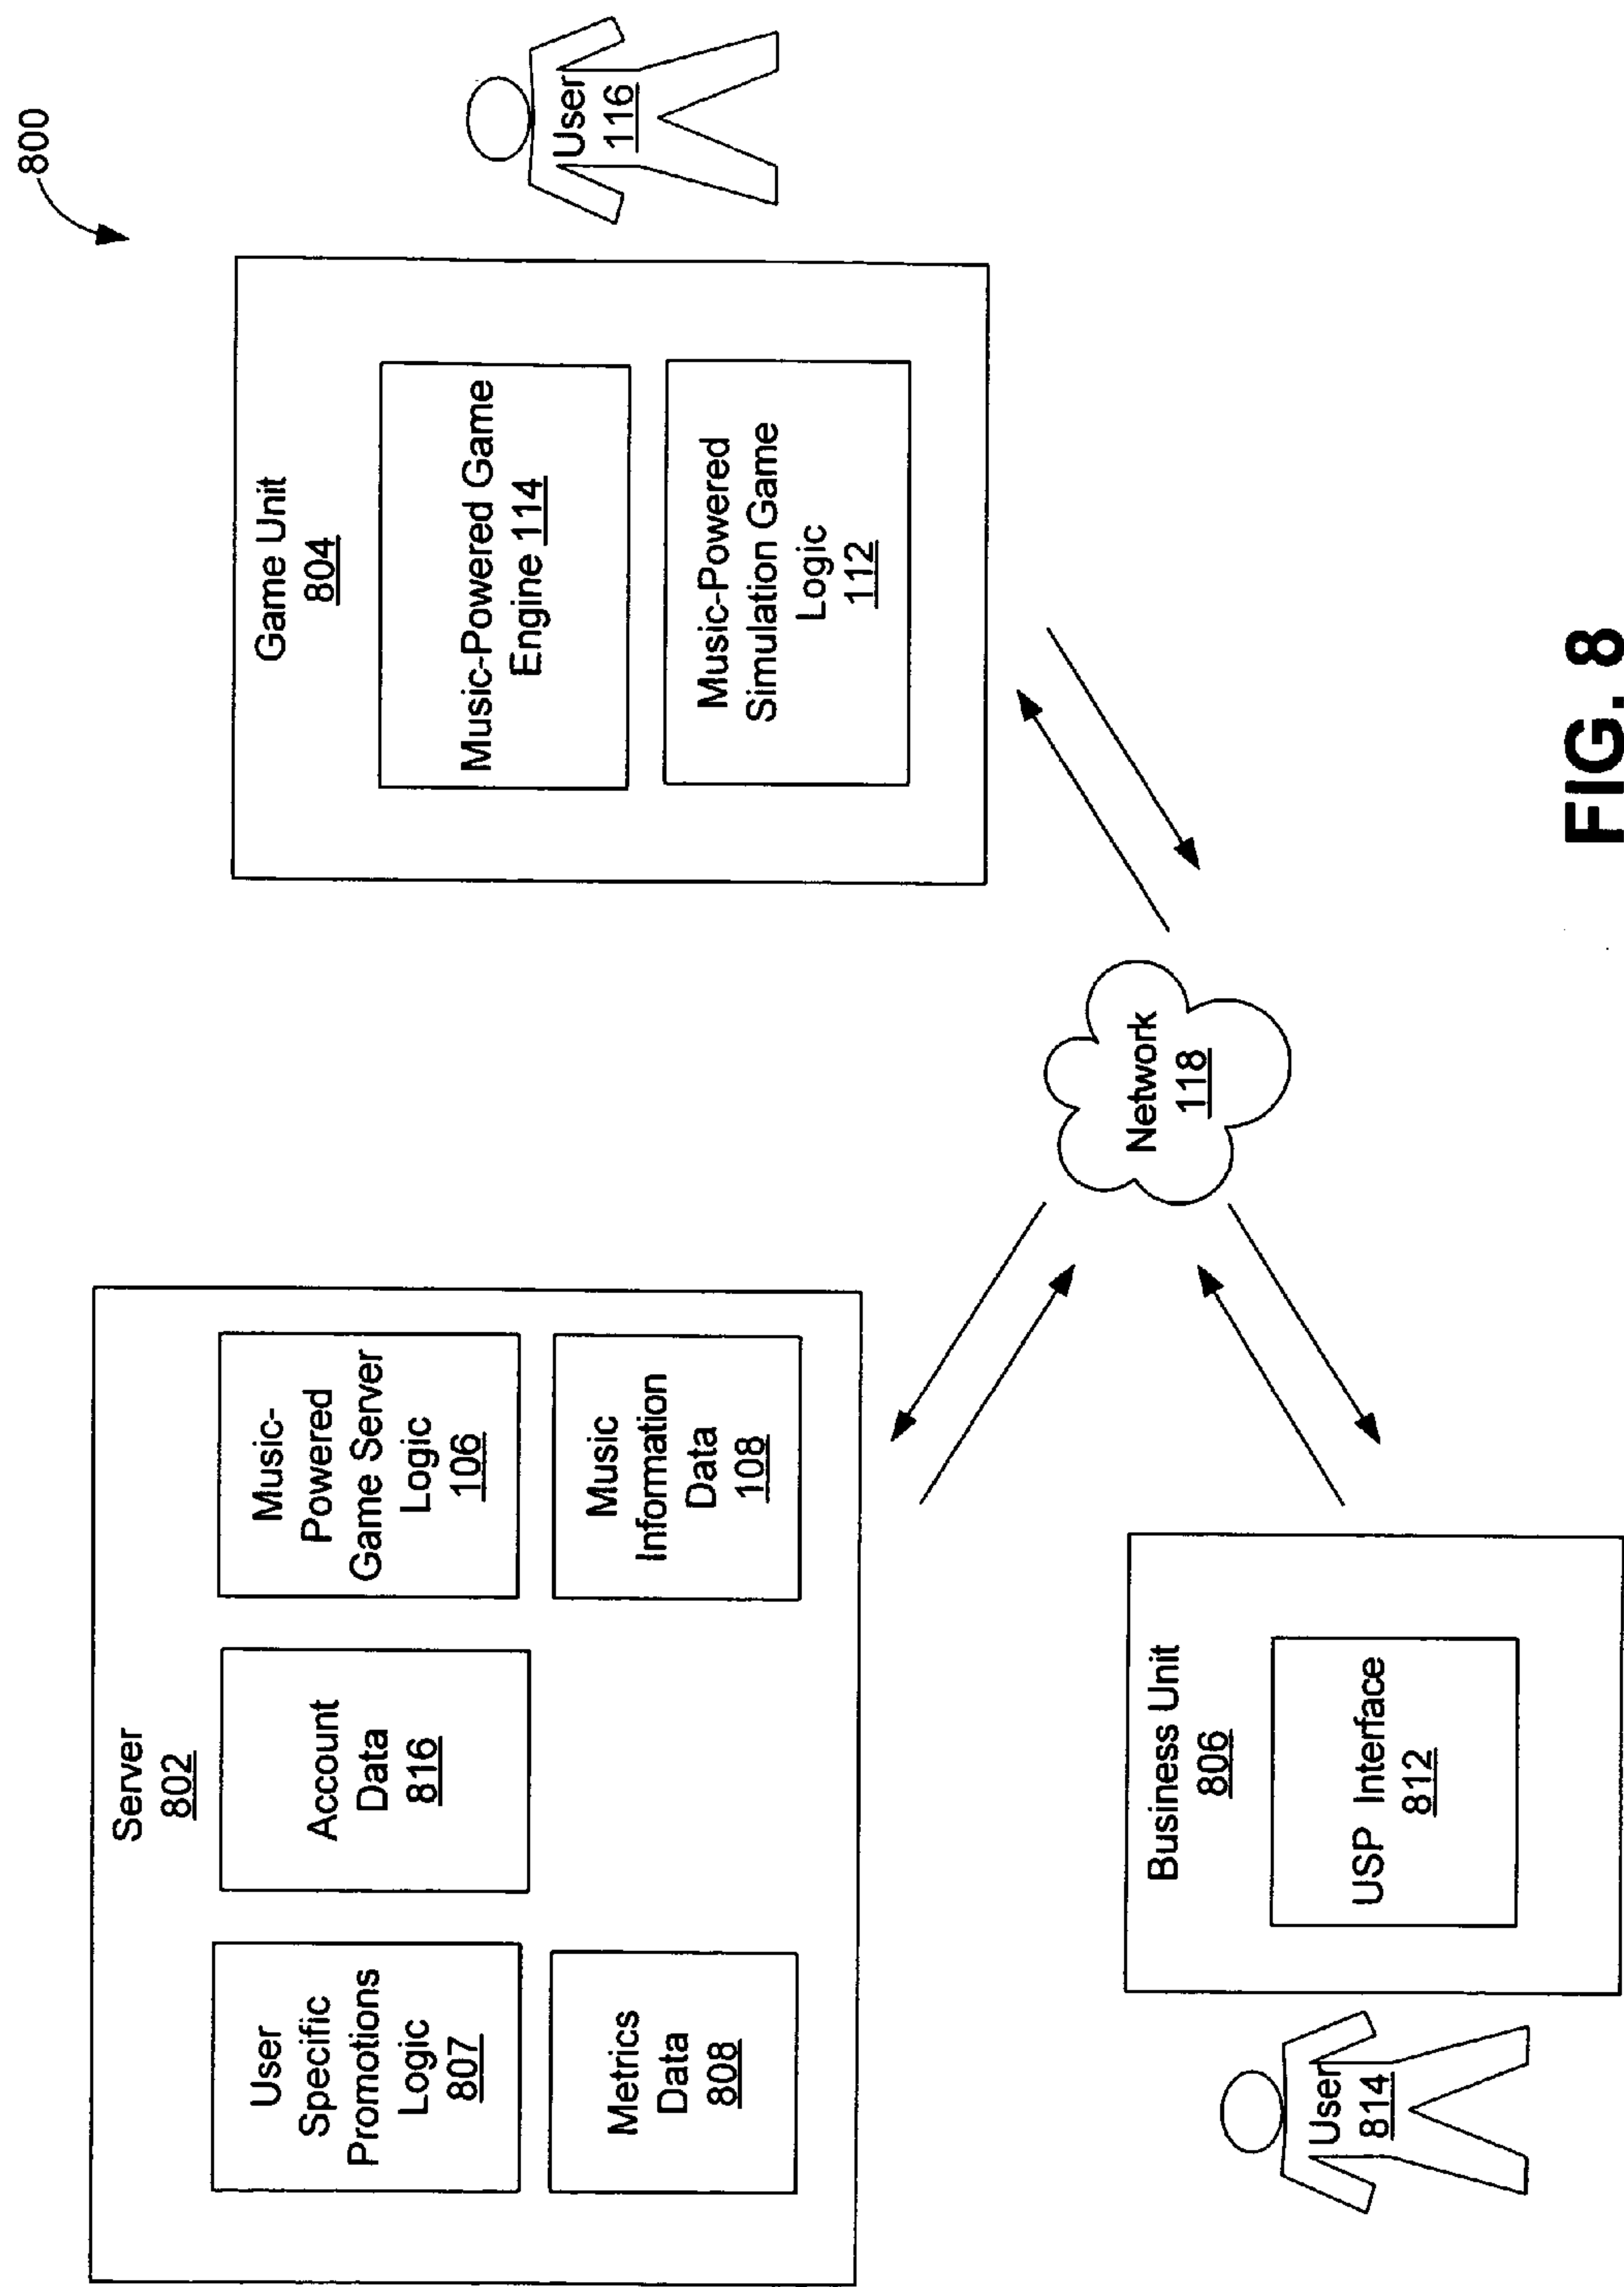 800
Server
802
User
Specific
Promotions
Logic
807
Account
Data
816
Music-
Powered
Game Server
Logic
106
Metrics
Data
808
Music
Information
Data
108
Game Unit
804
Music-Powered Game
Engine 114
Music-Powered
Simulation Game
Logic
112
User
116
Network
118
Business Unit
806
USP Interface
812
User
814
FIG. 8